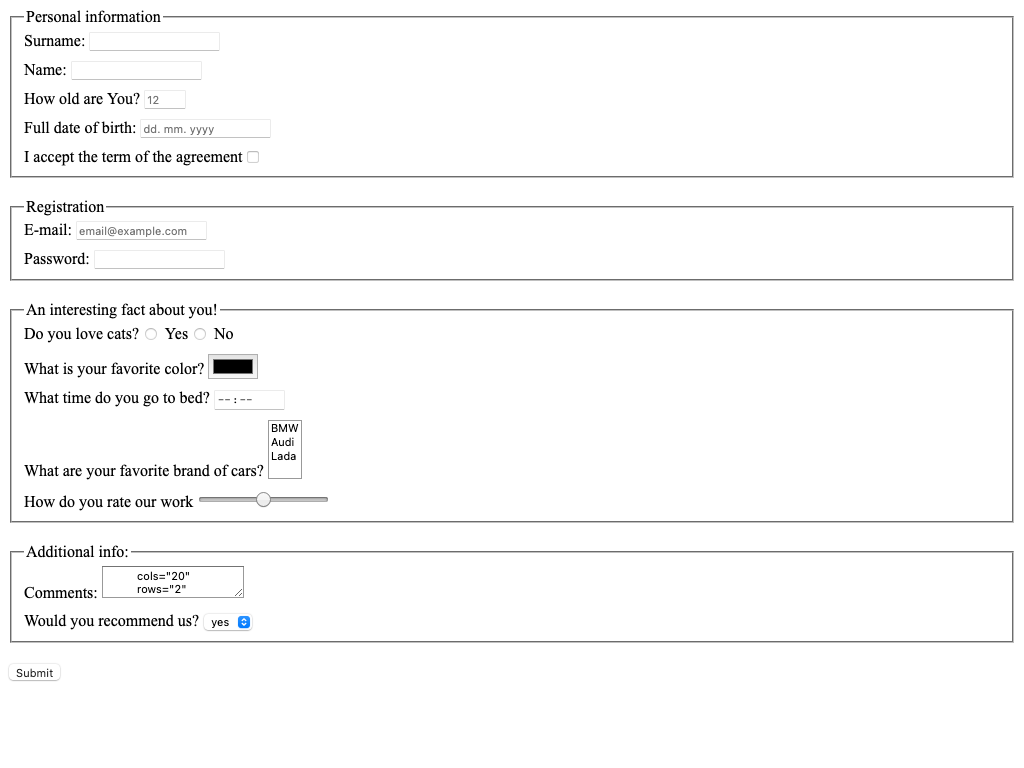 Personal information
Surname:
Name:
How old are You? 12
Full date of birth: dd. mm. yyyy
I accept the term of the agreement
Registration
E-mail: email@example.com
Password:
An interesting fact about you!
Do you love cats? Yes No
What is your favorite color?
What time do you go to bed? --:--
BMW
Audi
Lada
What are your favorite brand of cars?
How do you rate our work
Additional info:
cols="20"
rows="2"
Comments:
Would you recommend us? yes
Submit